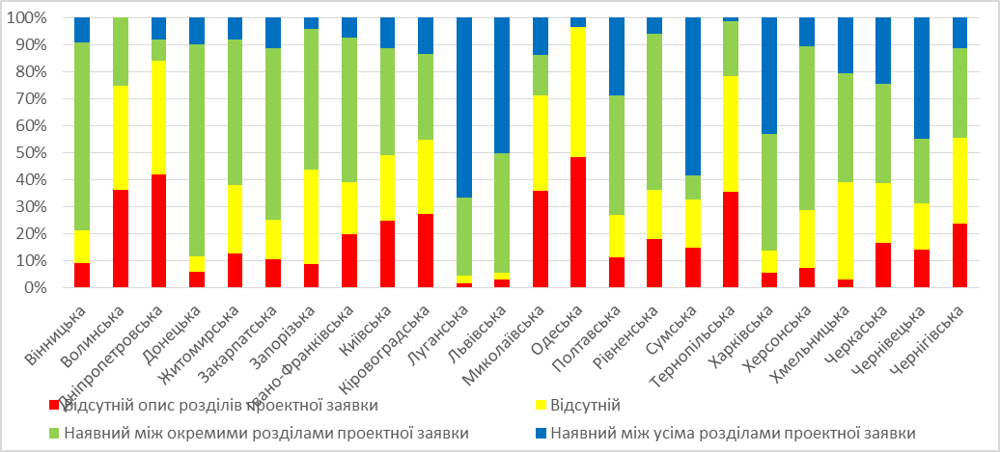 100%
90%
80%
70%
60%
50%
40%
30%
20%
10%
0%
Вінницька
Волинська
Дніпропетровська
Донецька
Житомирська
Закарпатська
Запорізька
Івано-Франківська
Київська
Кіровоградська
Луганська
Львівська
Миколаївська
Одеська
Полтавська
Рівненська
Сумська
Тернопільська
Харківська
Херсонська
Хмельницька
Черкаська
Чернівецька
Чернігівська
Відсутній опис розділів проектної заявки
Відсутній
Наявний між окремими розділами проектної заявки
Наявний між усіма розділами проектної заявки